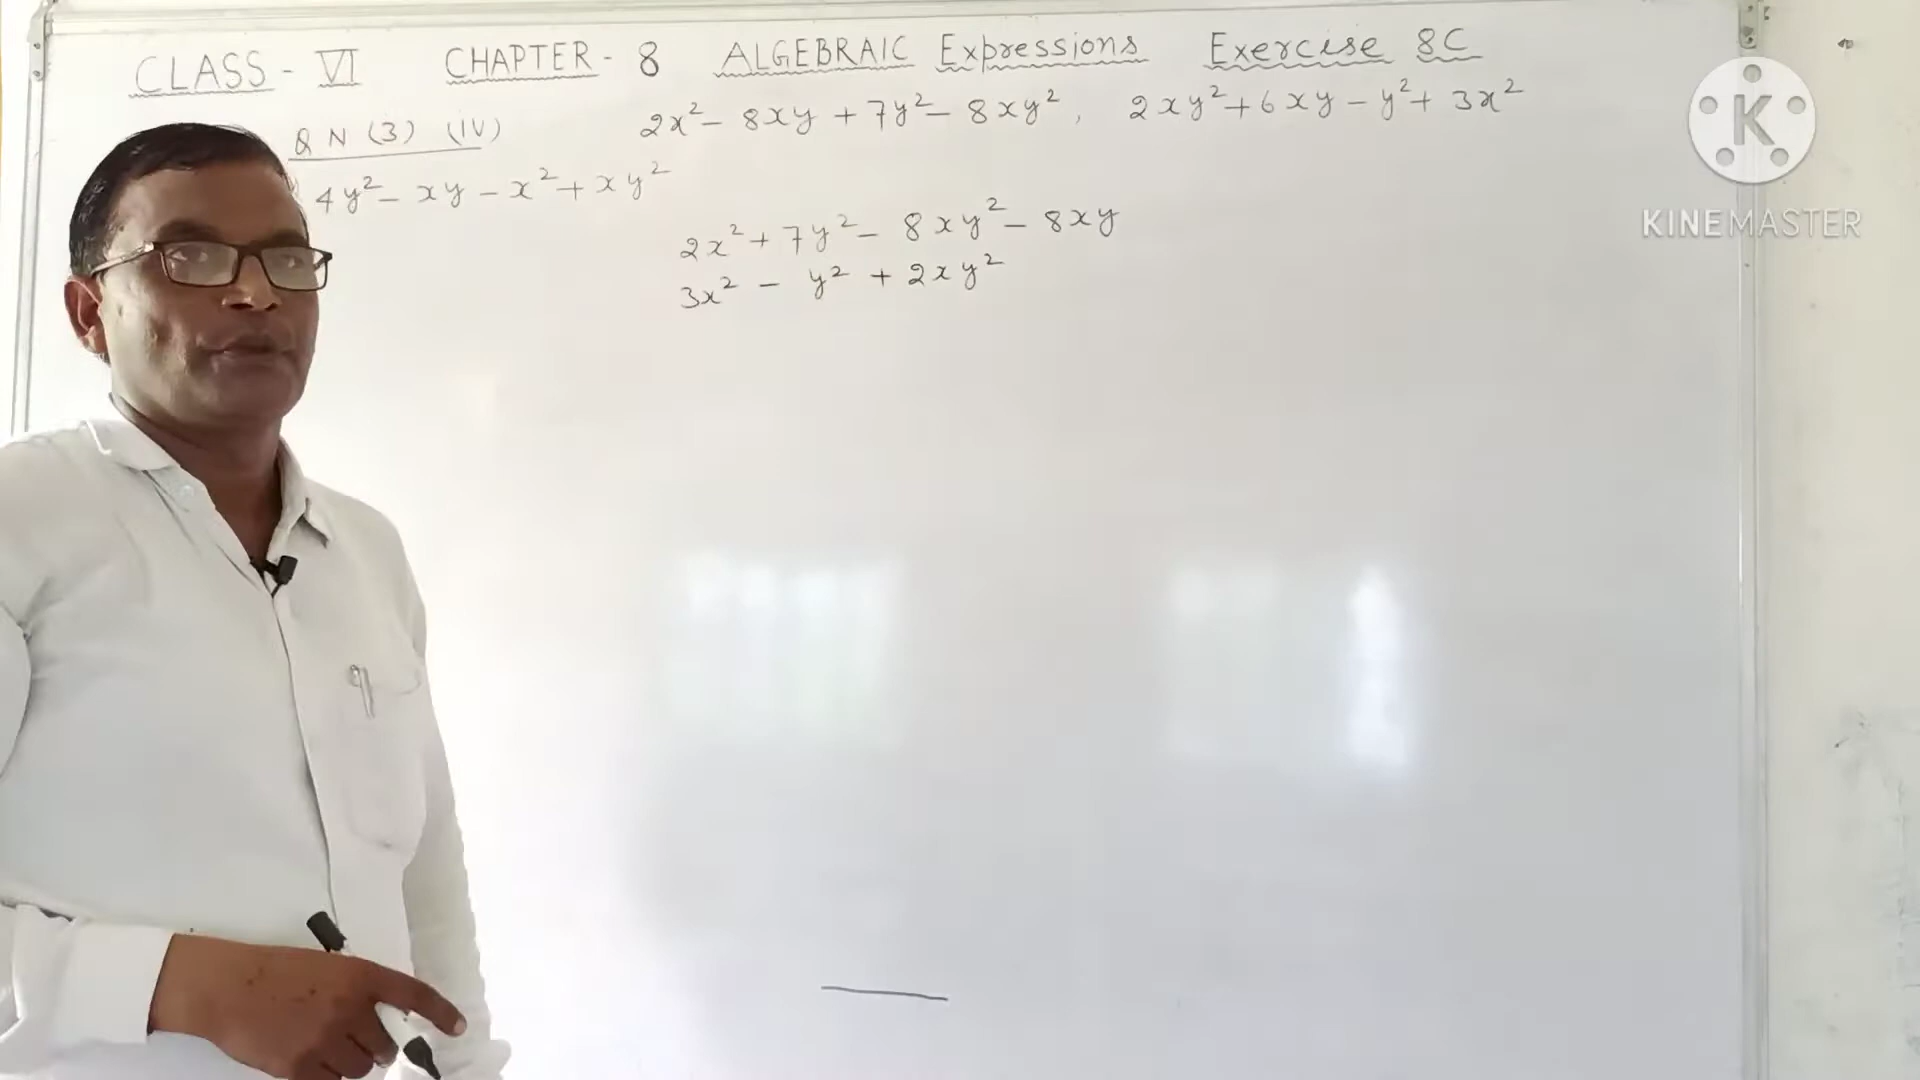 CLASS - VI CHAPTER - 8 ALGEBRAIC Expressions Exercise 8C
Q N (3) (IV) 2x² - 8xy + 7y² - 8xy², 2xy² + 6xy - y² + 3x²
4y² - xy - x² + xy²
2x² + 7y² - 8xy² - 8xy
3x² - y² + 2xy²
K
KINEMASTER